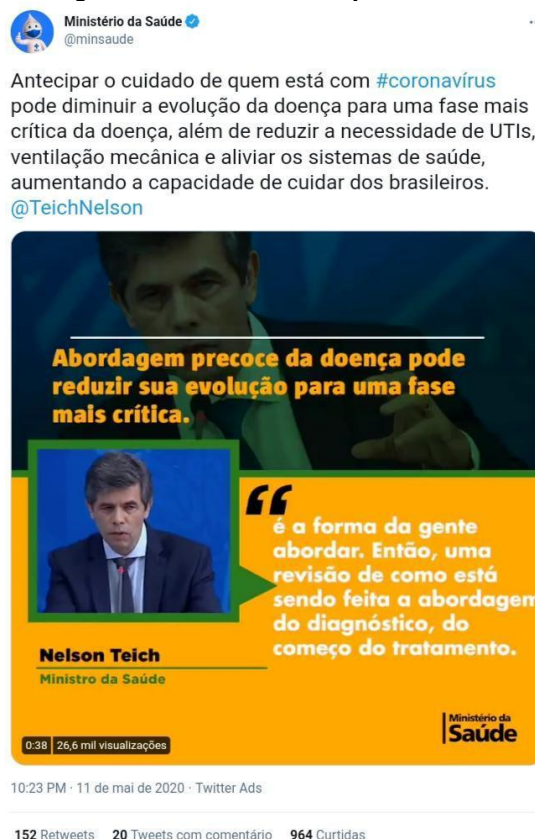 Ministério da Saúde
@minsaude
Antecipar o cuidado de quem está com #coronavírus
pode diminuir a evolução da doença para uma fase mais
crítica da doença, além de reduzir a necessidade de UTIs,
ventilação mecânica e aliviar os sistemas de saúde,
aumentando a capacidade de cuidar dos brasileiros.
@TeichNelson
Abordagem precoce da doença pode
reduzir sua evolução para uma fase
mais crítica.
“
é a forma da gente
abordar. Então, uma
revisão de como está
sendo feita a abordagem
do diagnóstico, do
começo do tratamento.
Nelson Teich
Ministro da Saúde
Ministério da
Saúde
0:38 26,6 mil visualizações
10:23 PM · 11 de mai de 2020 · Twitter Ads
152 Retweets 20 Tweets com comentário 964 Curtidas